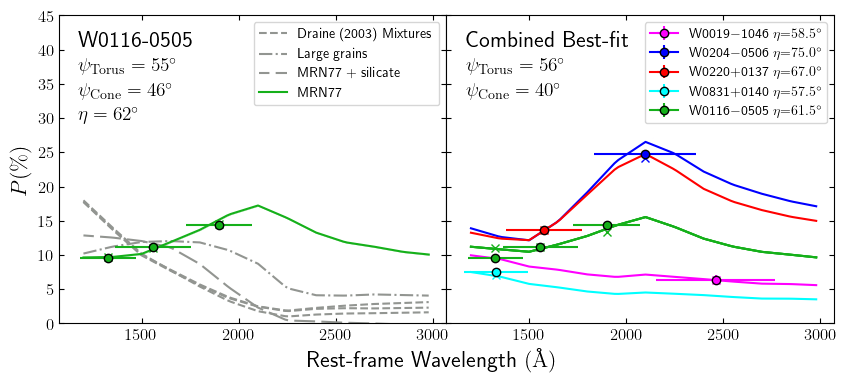 W0116-0505
ψTorus = 55°
ψCone = 46°
η = 62°
Draine (2003) Mixtures
Large grains
MRN77 + silicate
MRN77
Combined Best-fit
ψTorus = 56°
ψCone = 40°
W0019−1046 η=58.5°
W0204−0506 η=75.0°
W0220+0137 η=67.0°
W0831+0140 η=57.5°
W0116−0505 η=61.5°
P(%)
45
40
35
30
25
20
15
10
5
0
1500 2000 2500 3000
1500 2000 2500 3000
Rest-frame Wavelength (Å)